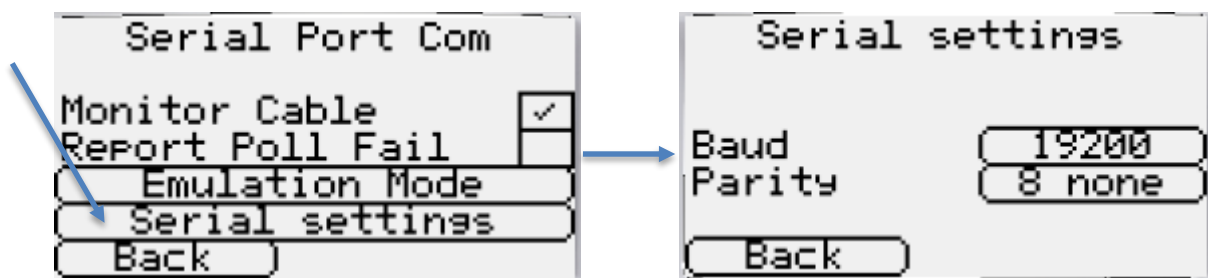 Serial Port Com
Monitor Cable
Report Poll Fail
Emulation Mode
Serial settings
Back
Serial settings
Baud 19200
Parity 8 none
Back